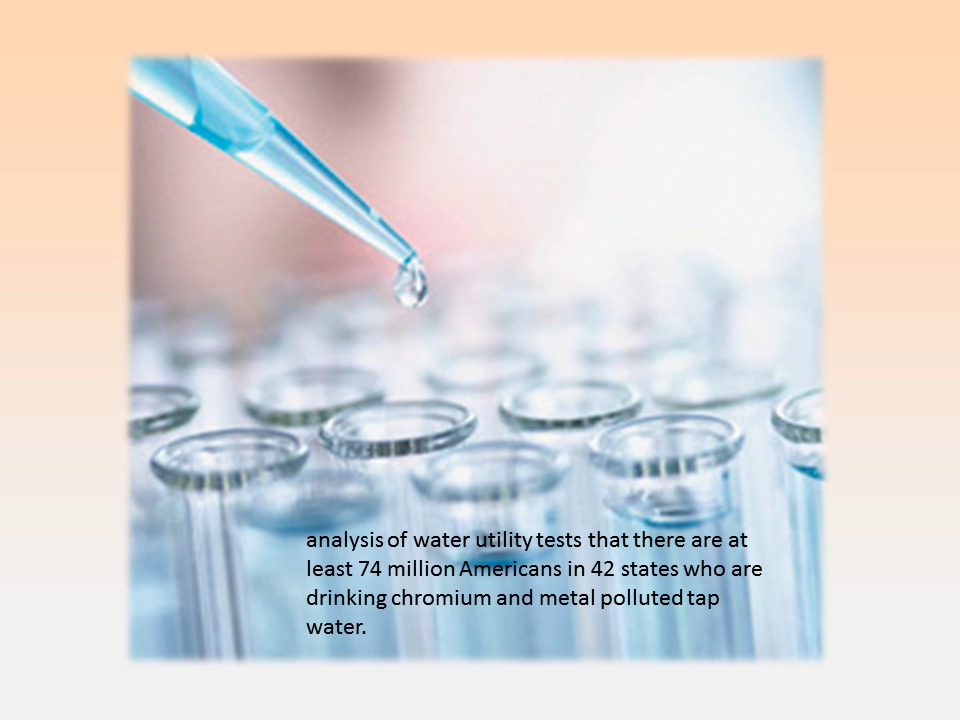 analysis of water utility tests that there are at
least 74 million Americans in 42 states who are
drinking chromium and metal polluted tap
water.